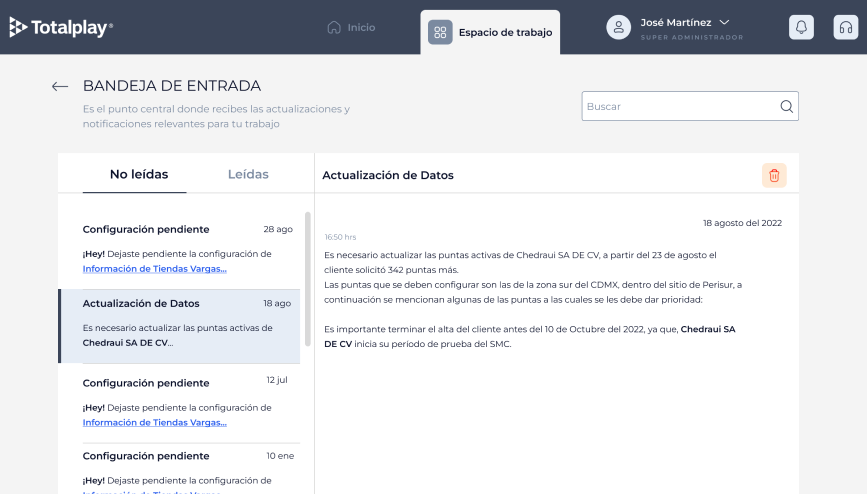 Totalplay®
Inicio
Espacio de trabajo
José Martínez
SUPER ADMINISTRADOR
BANDEJA DE ENTRADA
Es el punto central donde recibes las actualizaciones y
notificaciones relevantes para tu trabajo
Buscar
No leídas
Leídas
Configuración pendiente
28 ago
¡Hey! Dejaste pendiente la configuración de
Información de Tiendas Vargas...
Actualización de Datos
18 ago
Es necesario actualizar las puntas activas de
Chedraui SA DE CV...
Configuración pendiente
12 jul
¡Hey! Dejaste pendiente la configuración de
Información de Tiendas Vargas...
Configuración pendiente
10 ene
¡Hey! Dejaste pendiente la configuración de
Actualización de Datos
18 agosto del 2022
16:50 hrs
Es necesario actualizar las puntas activas de Chedraui SA DE CV, a partir del 23 de agosto el
cliente solicitó 342 puntas más.
Las puntas que se deben configurar son las de la zona sur del CDMX, dentro del sitio de Perisur, a
continuación se mencionan algunas de las puntas a las cuales se les debe dar prioridad:
Es importante terminar el alta del cliente antes del 10 de Octubre del 2022, ya que, Chedraui SA
DE CV inicia su periodo de prueba del SMC.